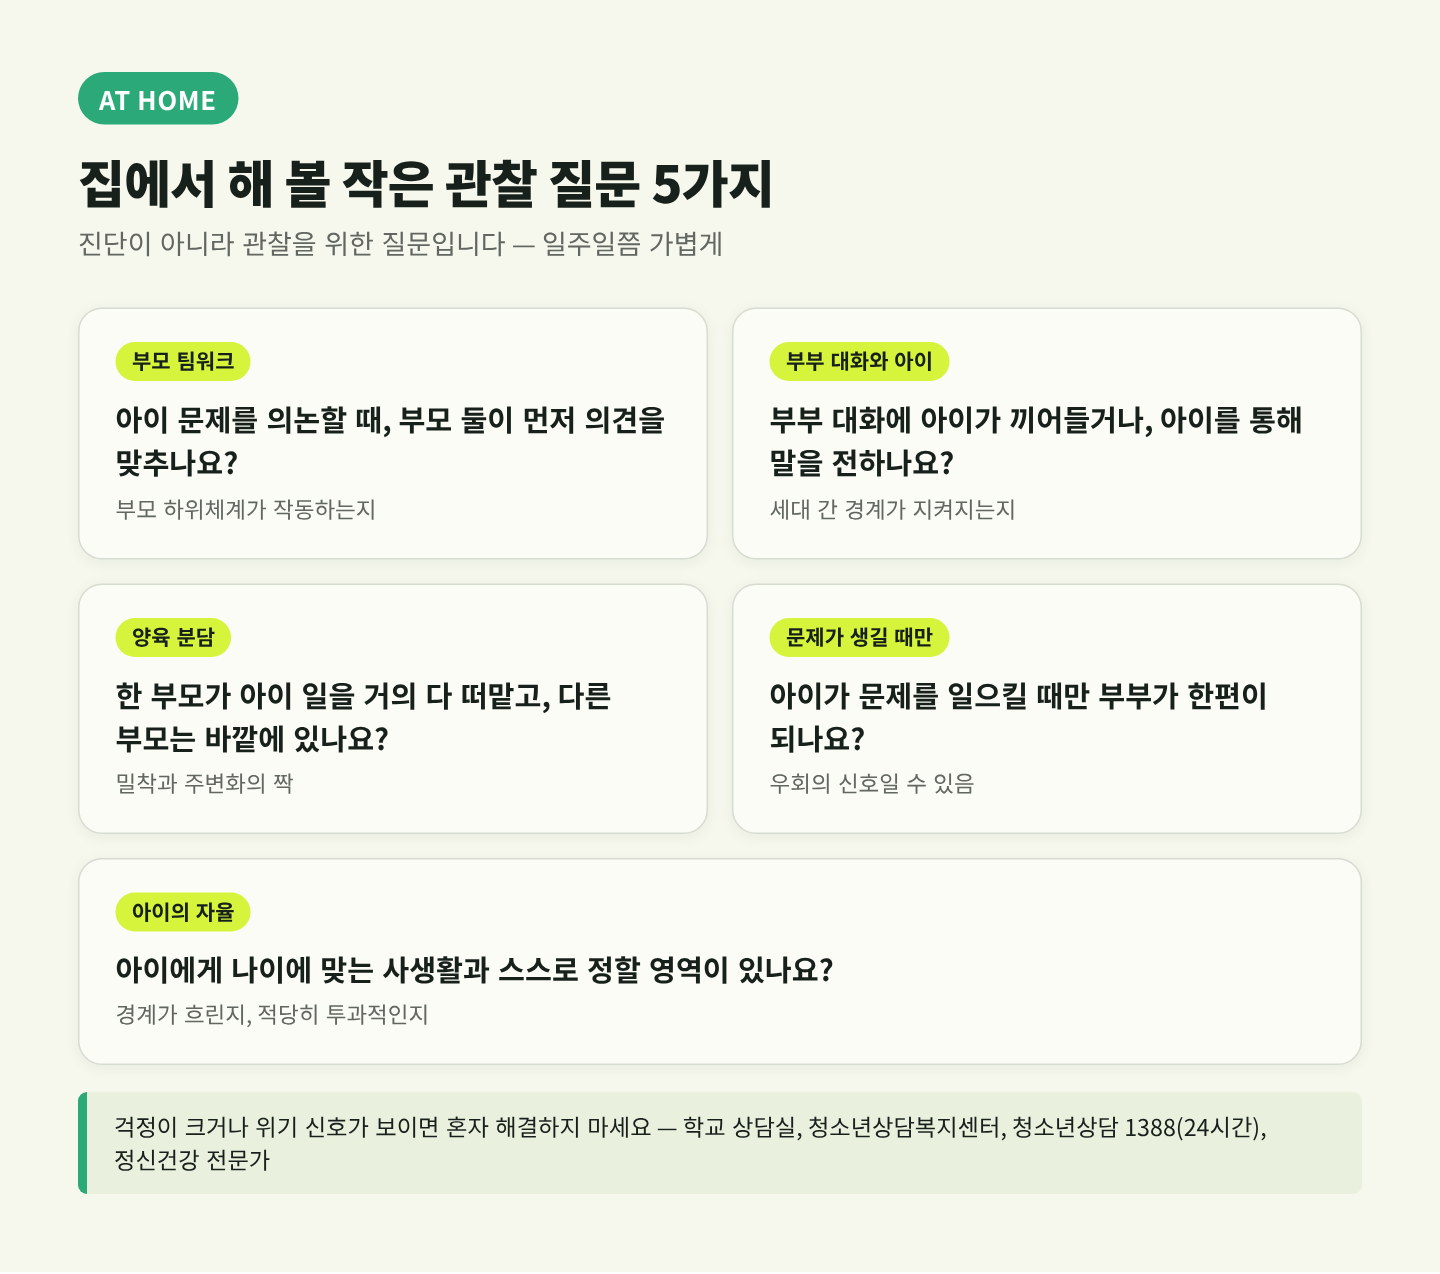 AT HOME
집에서 해 볼 작은 관찰 질문 5가지
진단이 아니라 관찰을 위한 질문입니다 — 일주일쯤 가볍게
부모 팀워크
아이 문제를 의논할 때, 부모 둘이 먼저 의견을
맞추나요?
부모 하위체계가 작동하는지
부부 대화와 아이
부부 대화에 아이가 끼어들거나, 아이를 통해
말을 전하나요?
세대 간 경계가 지켜지는지
양육 분담
한 부모가 아이 일을 거의 다 떠맡고, 다른
부모는 바깥에 있나요?
밀착과 주변화의 짝
문제가 생길 때만
아이가 문제를 일으킬 때만 부부가 한편이
되나요?
우회의 신호일 수 있음
아이의 자율
아이에게 나이에 맞는 사생활과 스스로 정할 영역이 있나요?
경계가 흐린지, 적당히 투과적인지
걱정이 크거나 위기 신호가 보이면 혼자 해결하지 마세요 — 학교 상담실, 청소년상담복지센터, 청소년상담 1388(24시간),
정신건강 전문가